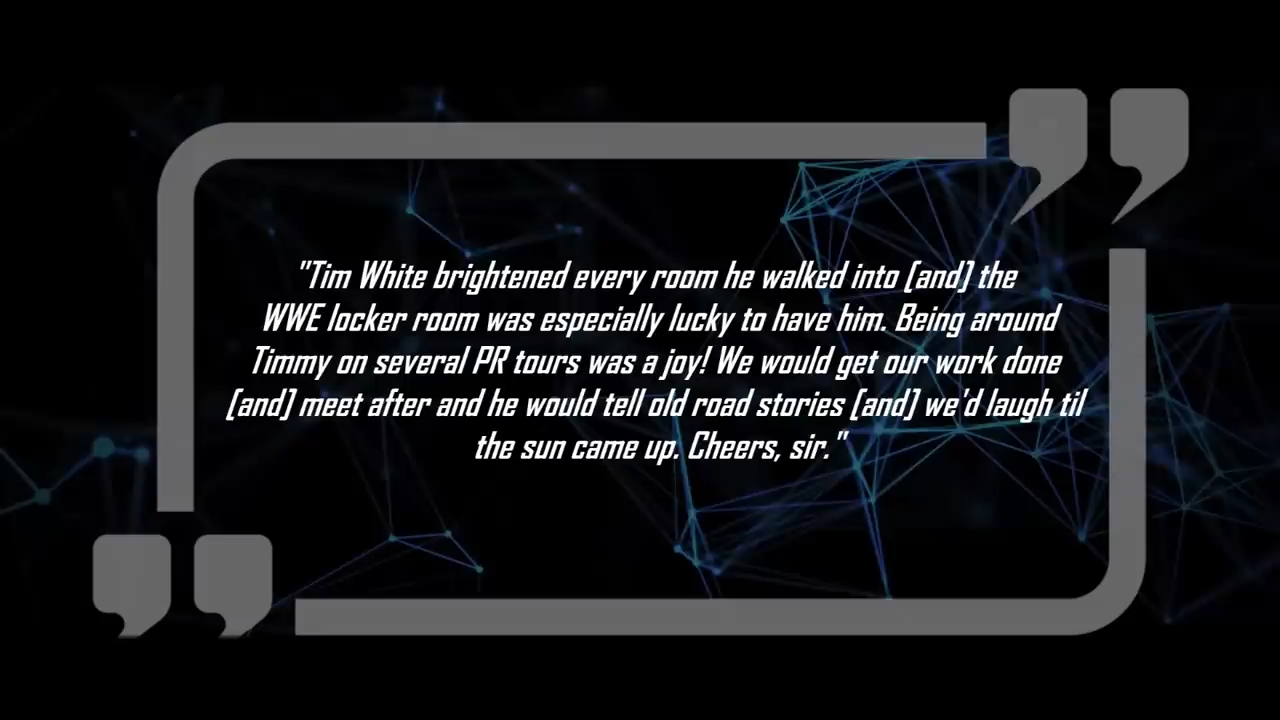 "Tim White brightened every room he walked into [and] the
WWE locker room was especially lucky to have him. Being around
Timmy on several PR tours was a joy! We would get our work done
[and] meet after and he would tell old road stories [and] we'd laugh til
the sun came up. Cheers, sir."